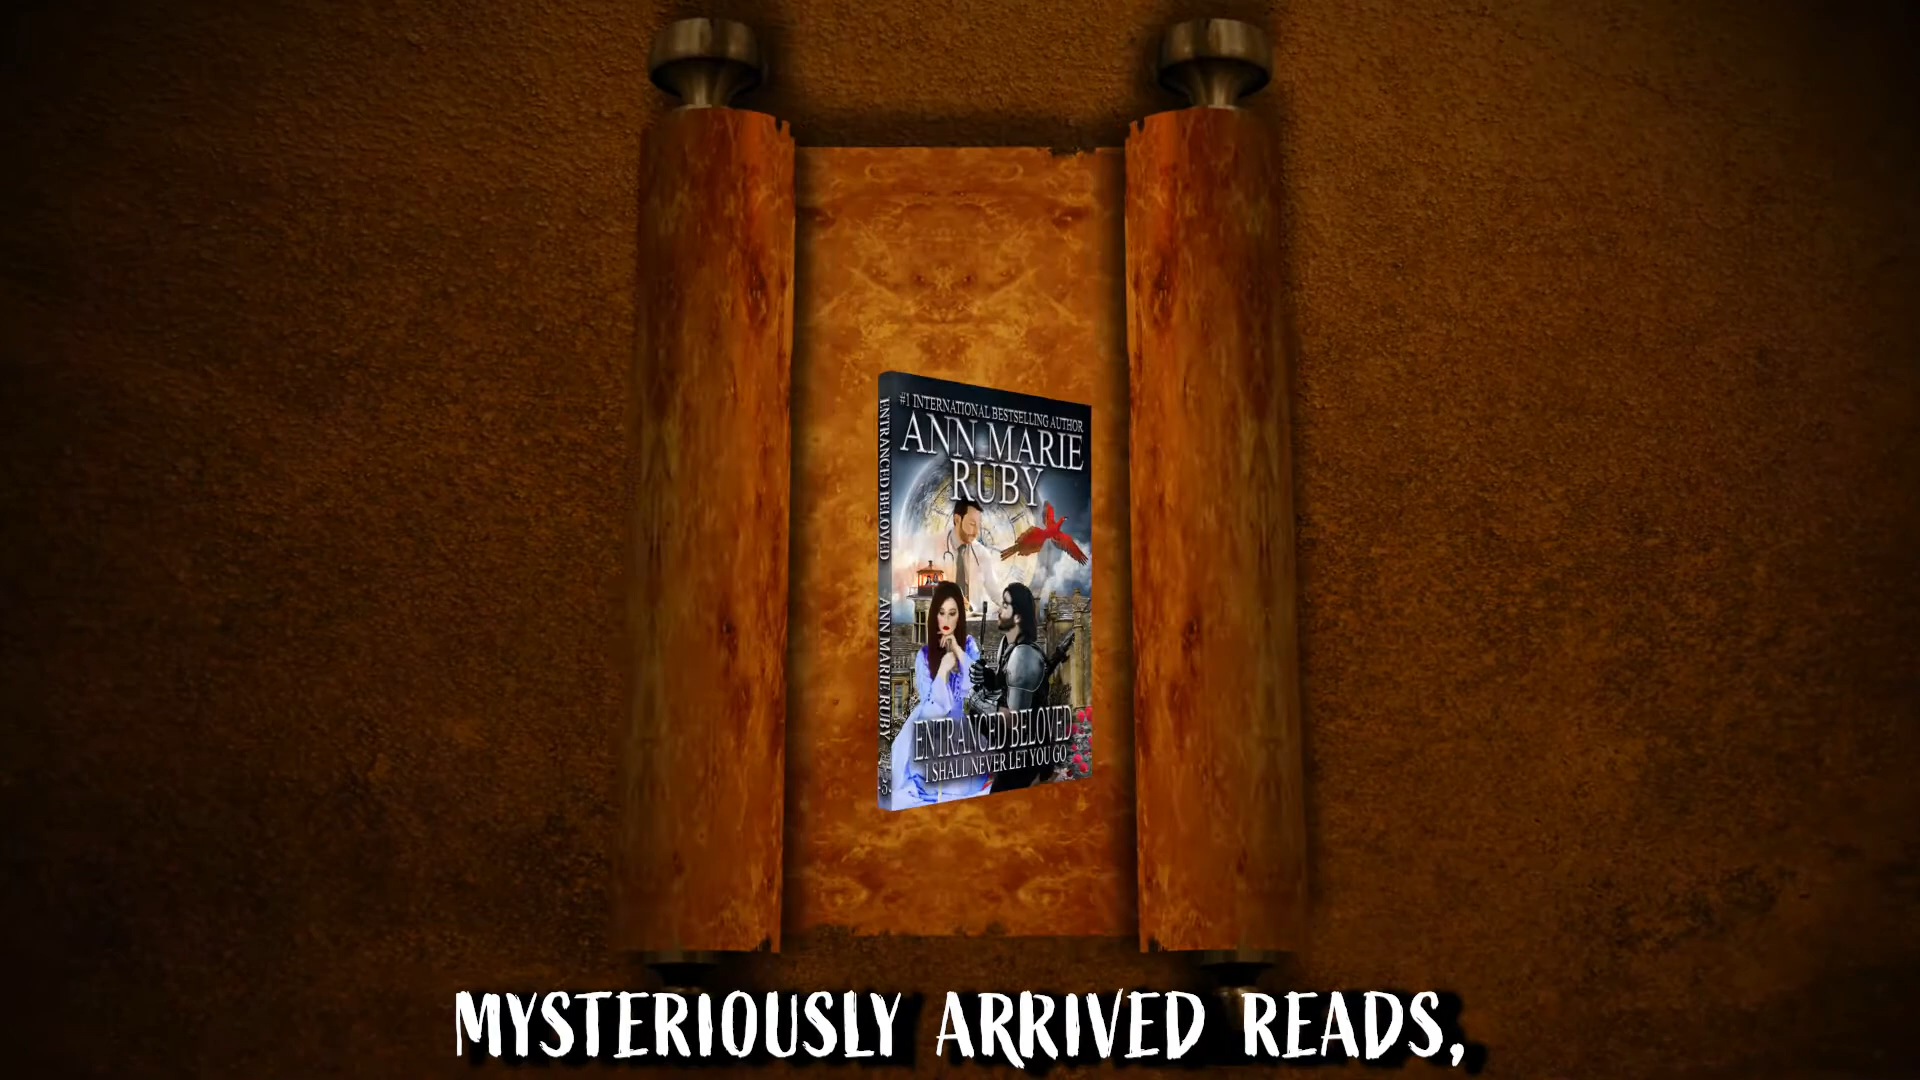 #1 INTERNATIONAL BESTSELLING AUTHOR
ANN MARIE
RUBY
ENTRANCED BELOVED
I SHALL NEVER LET YOU GO
ENTRANCED BELOVED ANN MARIE RUBY
MYSTERIOUSLY ARRIVED READS,